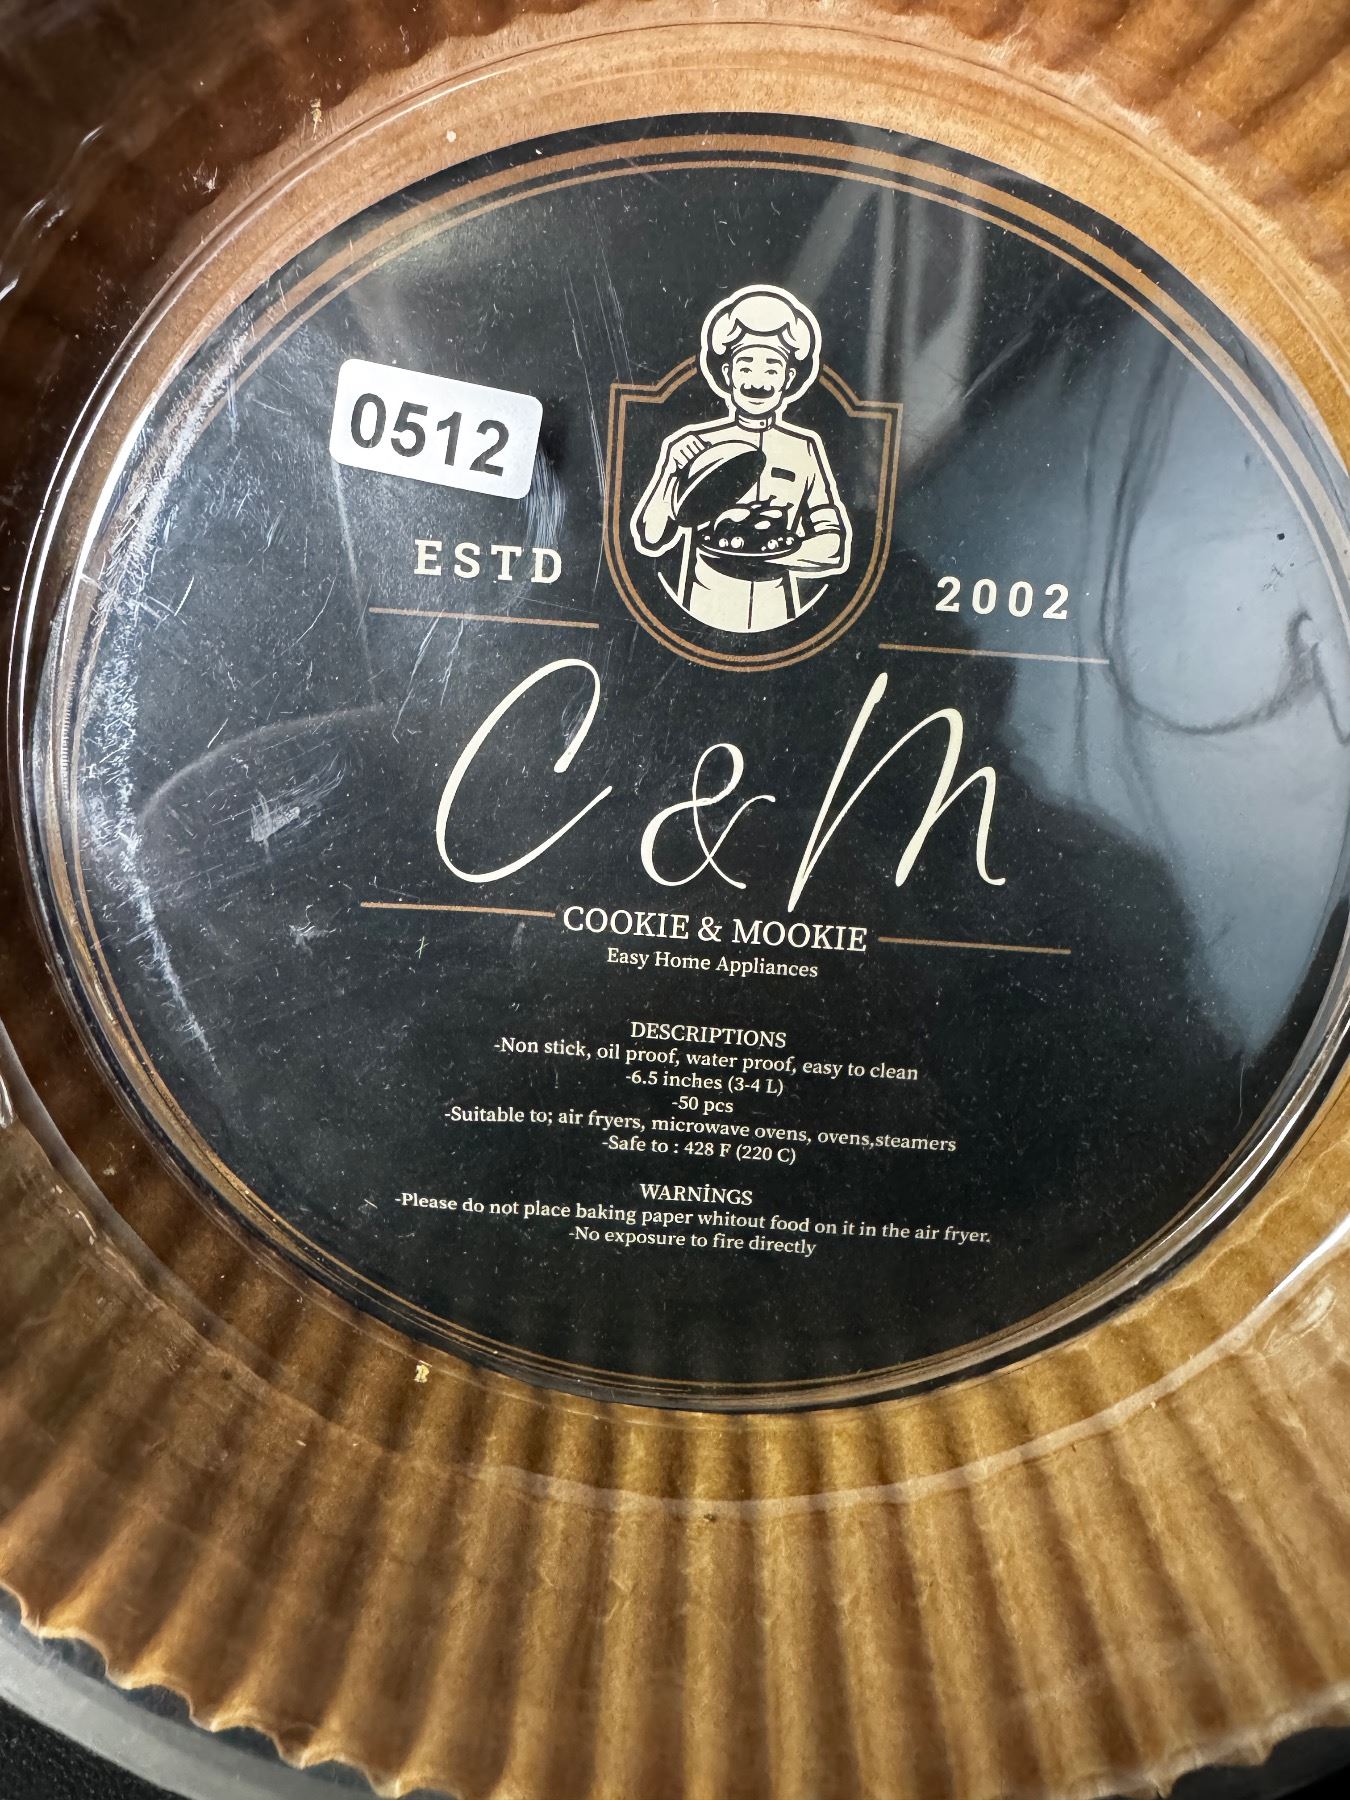 0512
ESTD
2002
C & M
COOKIE & MOOKIE
Easy Home Appliances
DESCRIPTIONS
-Non stick, oil proof, water proof, easy to clean
-6.5 inches (3-4 L)
-50 pcs
-Suitable to; air fryers, microwave ovens, ovens,steamers
-Safe to : 428 F (220 C)
WARNİNGS
-Please do not place baking paper whitout food on it in the air fryer.
-No exposure to fire directly